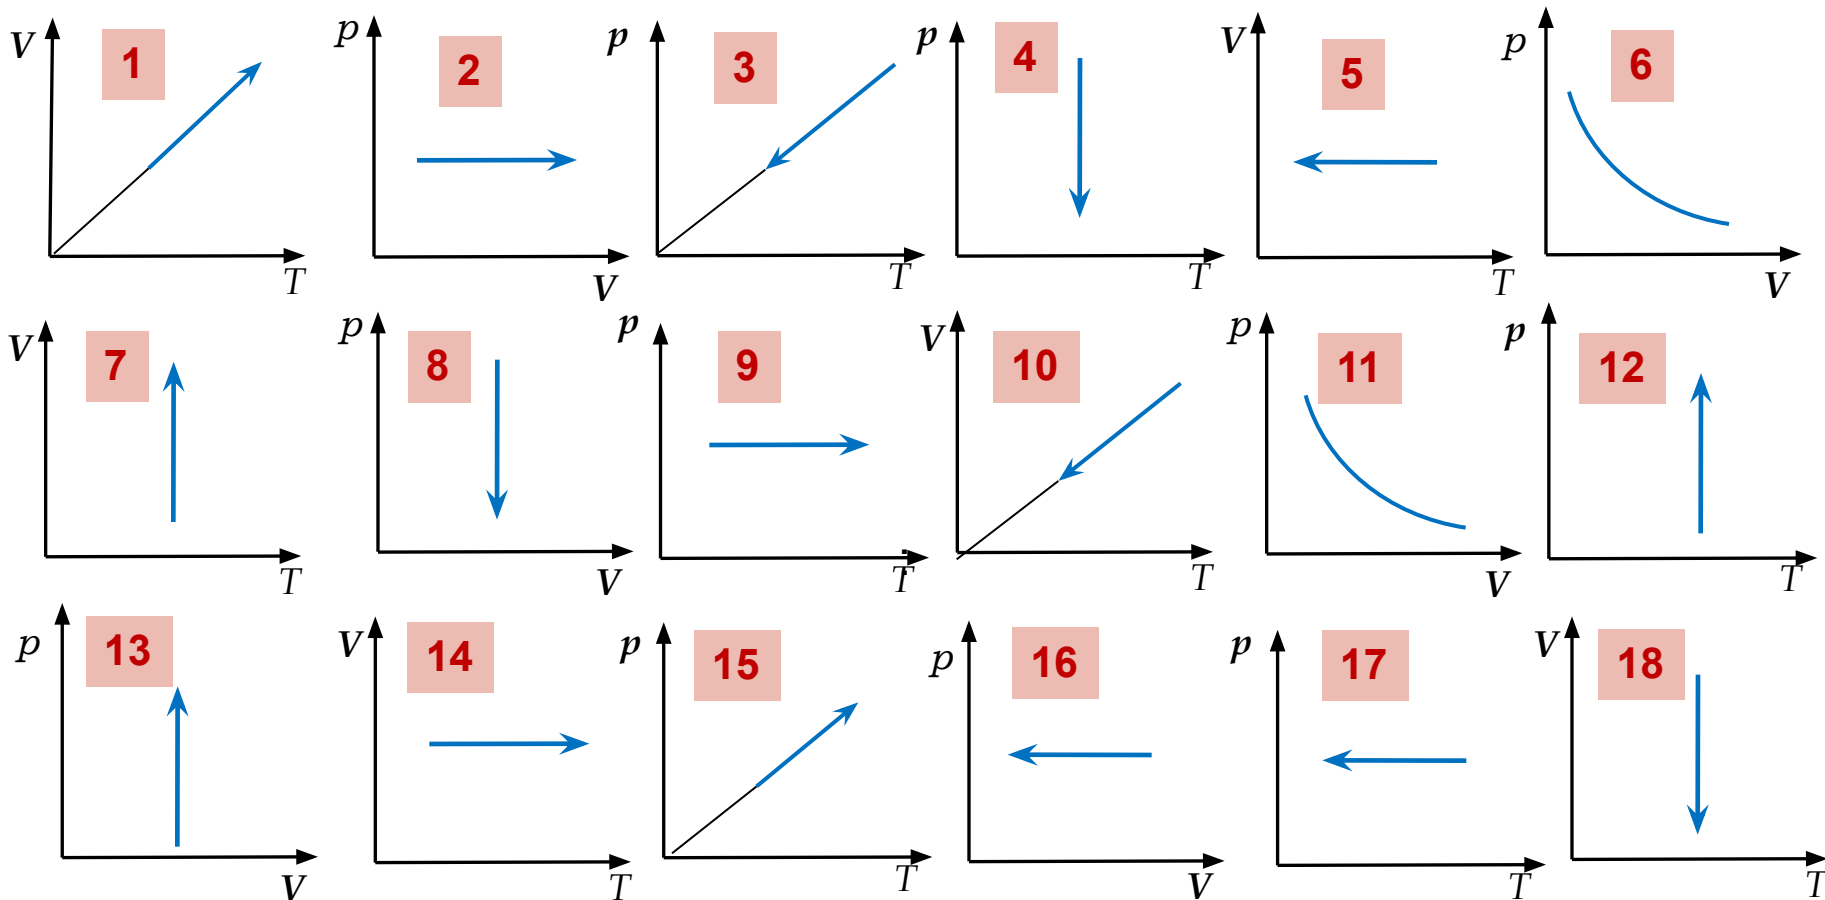 V 1 T
p 2 V
p 3 T
p 4 T
V 5 T
p 6 V
V 7 T
p 8 V
p 9 T
V 10 T
p 11 V
p 12 T
p 13 V
V 14 T
p 15 T
p 16 V
p 17 T
V 18 T